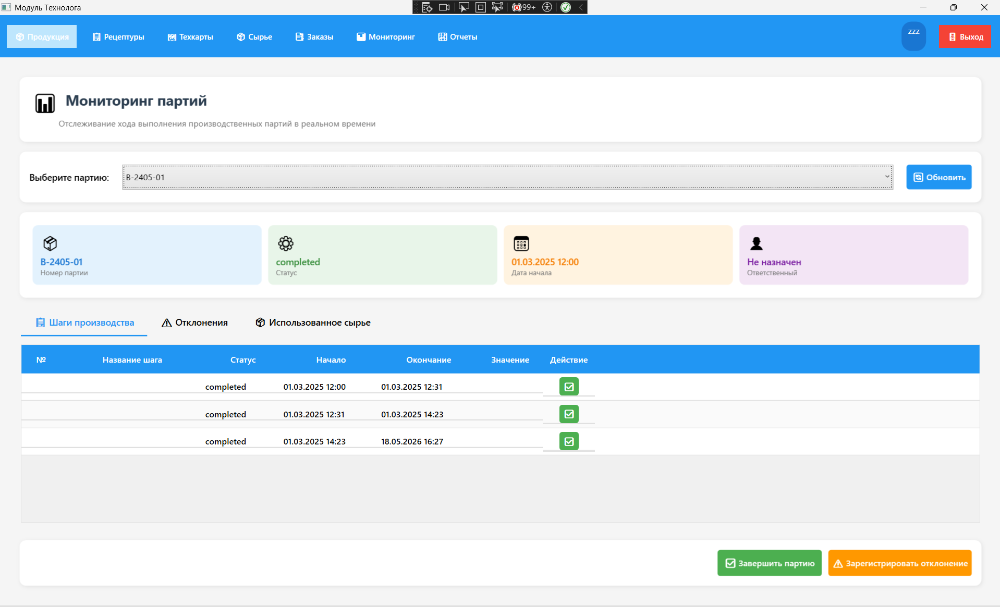 Модуль Технолога
99+
Продукция
Рецептуры
Техкарты
Сырье
Заказы
Мониторинг
Отчеты
zzz
Выход
Мониторинг партий
Отслеживание хода выполнения производственных партий в реальном времени
Выберите партию:
B-2405-01
Обновить
B-2405-01
Номер партии
completed
Статус
01.03.2025 12:00
Дата начала
Не назначен
Ответственный
Шаги производства
Отклонения
Использованное сырье
№ Название шага Статус Начало Окончание Значение Действие
completed 01.03.2025 12:00 01.03.2025 12:31
completed 01.03.2025 12:31 01.03.2025 14:23
completed 01.03.2025 14:23 18.05.2026 16:27
Завершить партию
Зарегистрировать отклонение